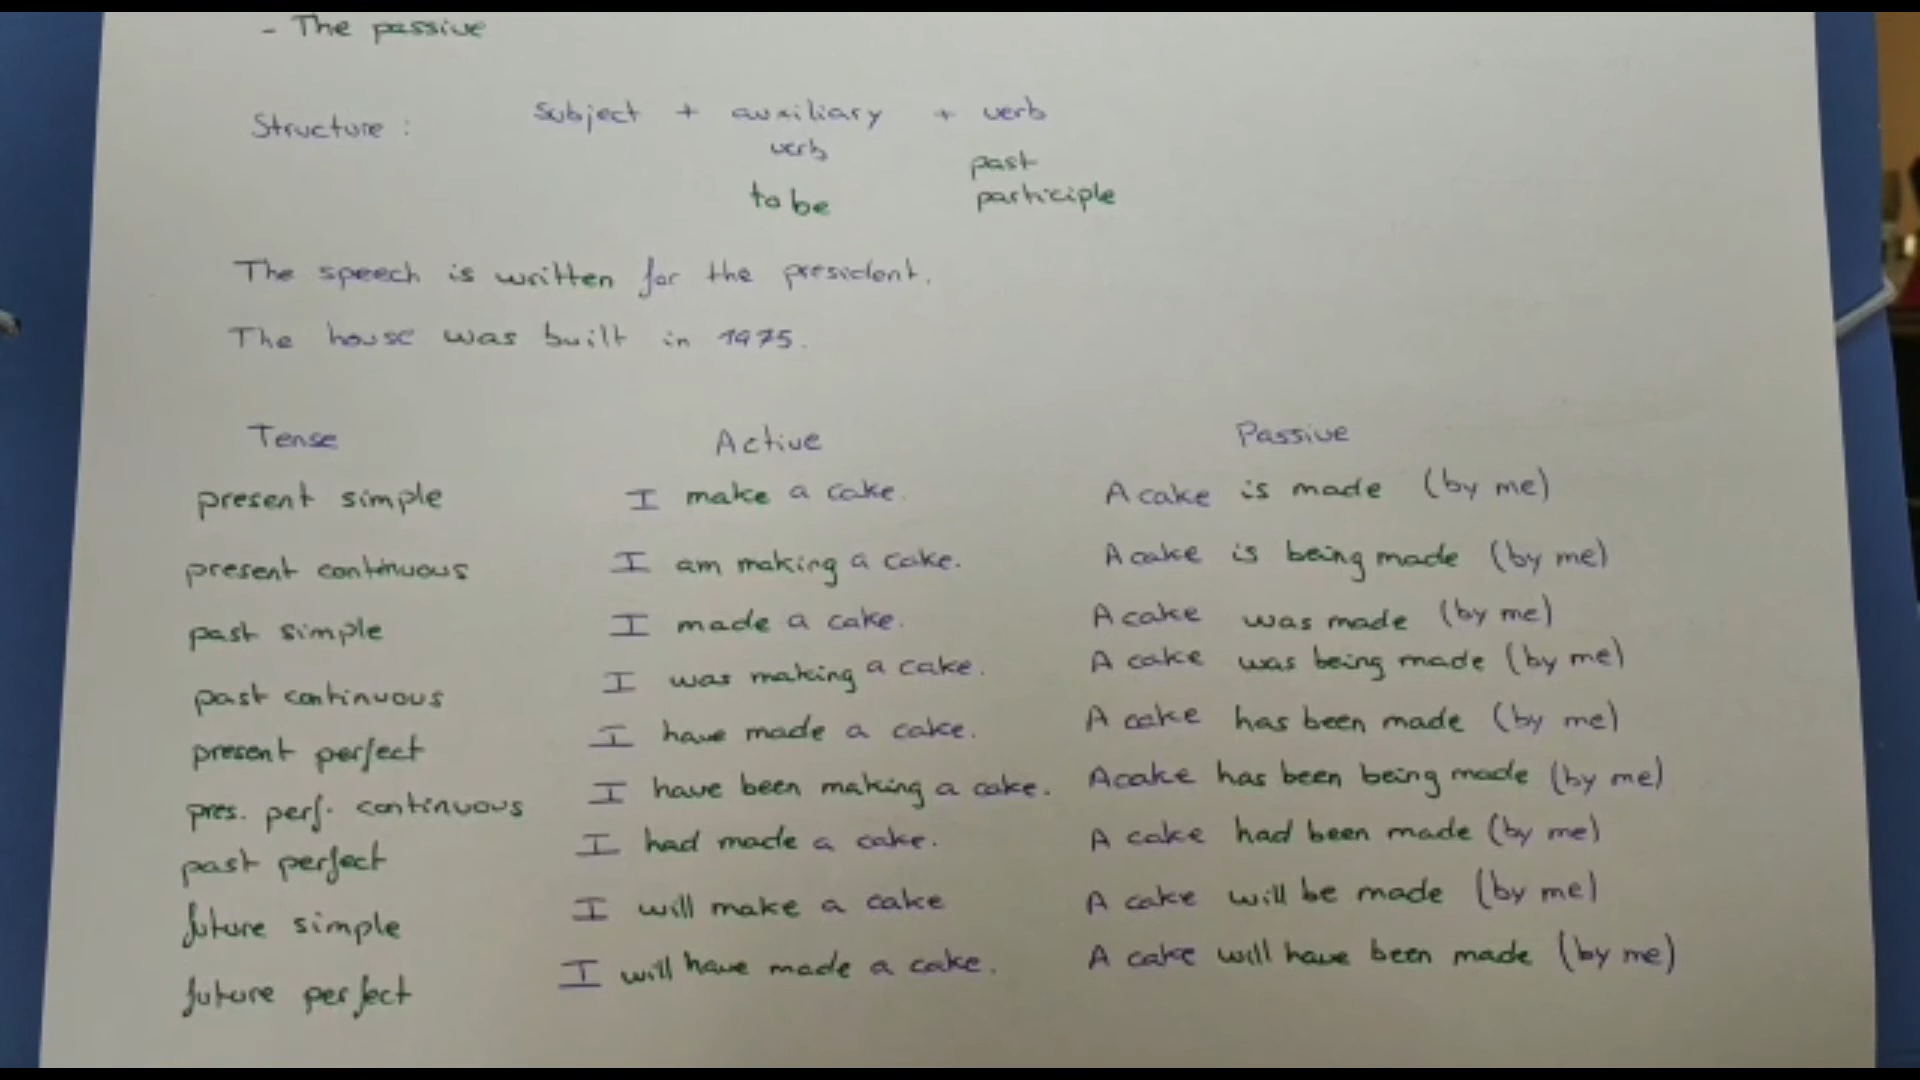 - The passive
Structure : subject + auxiliary + verb
verb past
to be participle
The speech is written for the president.
The house was built in 1975.
Tense Active Passive
present simple I make a cake. A cake is made (by me)
present continuous I am making a cake. A cake is being made (by me)
past simple I made a cake. A cake was made (by me)
past continuous I was making a cake. A cake was being made (by me)
present perfect I have made a cake. A cake has been made (by me)
pres. perf. continuous I have been making a cake. A cake has been being made (by me)
past perfect I had made a cake. A cake had been made (by me)
future simple I will make a cake A cake will be made (by me)
future perfect I will have made a cake. A cake will have been made (by me)